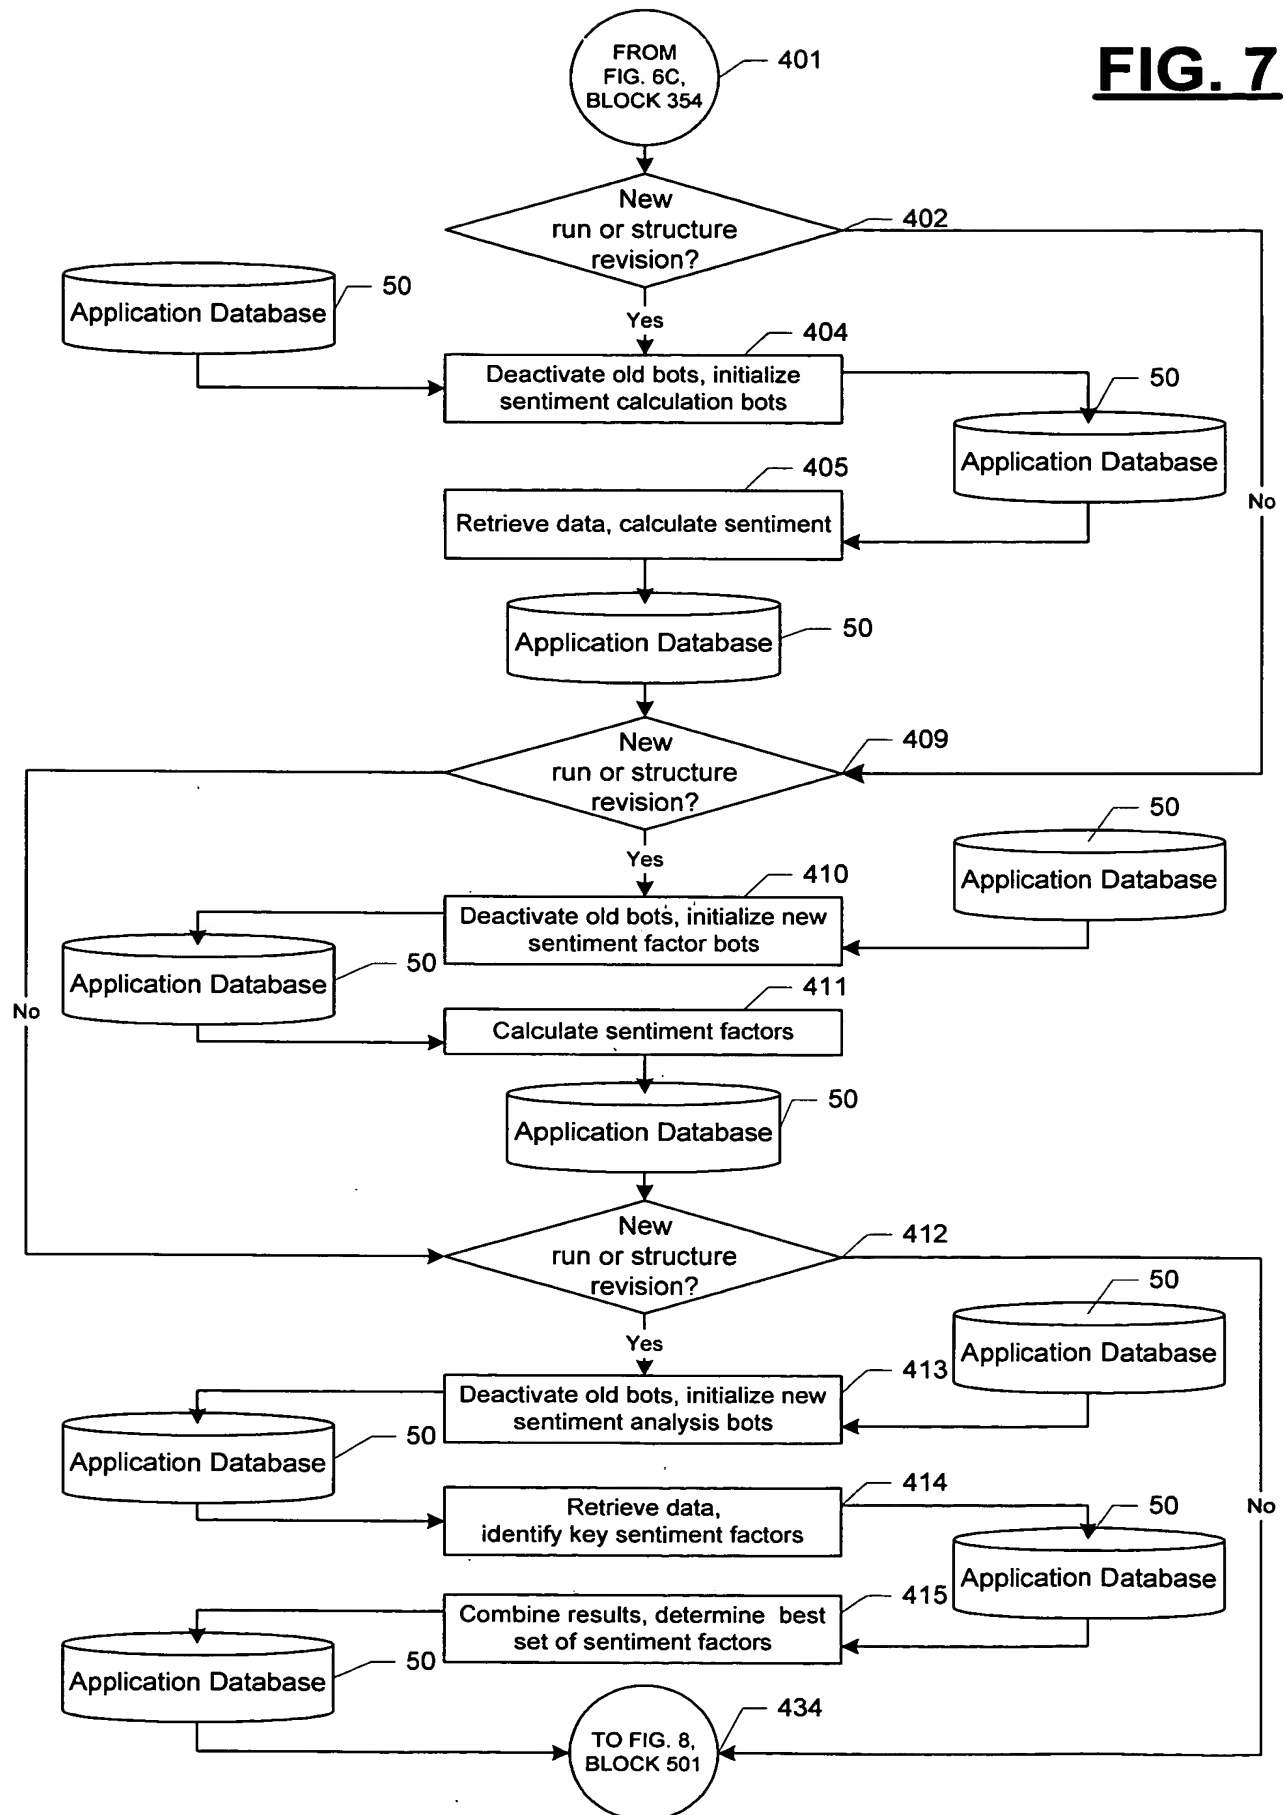 FROM
FIG. 6C,
BLOCK 354
401
FIG. 7
New
run or structure
revision?
402
50
Application Database
Yes
404
Deactivate old bots, initialize
sentiment calculation bots
50
Application Database
405
No
Retrieve data, calculate sentiment
50
Application Database
New
run or structure
revision?
409
50
Yes
Application Database
410
Deactivate old bots, initialize new
sentiment factor bots
50
Application Database
411
No
Calculate sentiment factors
50
Application Database
New
run or structure
revision?
412
50
Yes
Application Database
413
Deactivate old bots, initialize new
sentiment analysis bots
50
Application Database
414
Retrieve data,
identify key sentiment factors
50
No
Application Database
415
Combine results, determine best
set of sentiment factors
50
Application Database
434
TO FIG. 8,
BLOCK 501